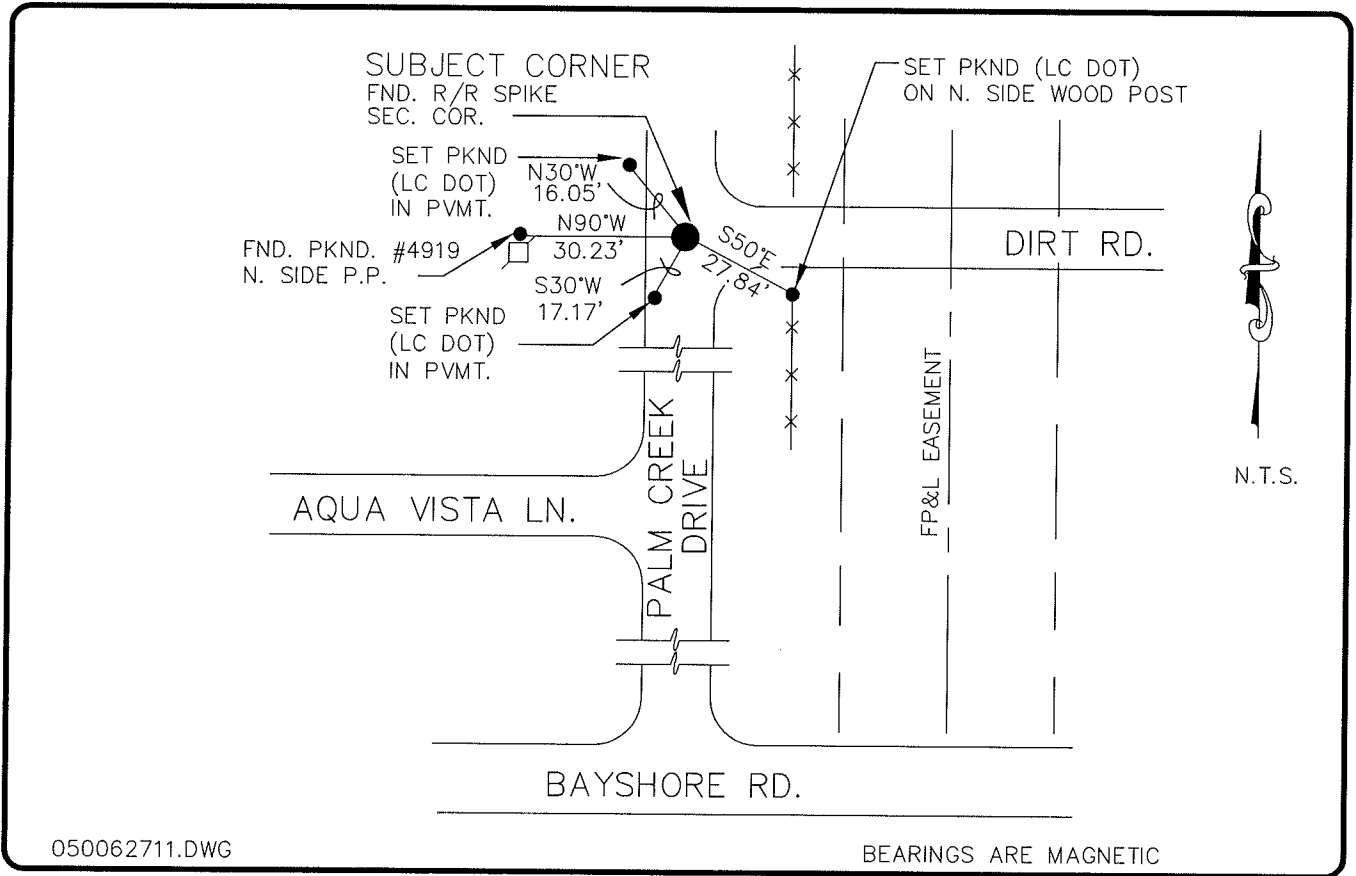 SUBJECT CORNER
FND. R/R SPIKE
SEC. COR.
SET PKND (LC DOT)
ON N. SIDE WOOD POST
SET PKND
(LC DOT)
IN PVMT.
N30°W
16.05'
FND. PKND. #4919
N. SIDE P.P.
N90°W
30.23'
S50°E
27.84'
DIRT RD.
S30°W
17.17'
SET PKND
(LC DOT)
IN PVMT.
PALM CREEK
DRIVE
FP&L EASEMENT
N.T.S.
AQUA VISTA LN.
BAYSHORE RD.
050062711.DWG
BEARINGS ARE MAGNETIC